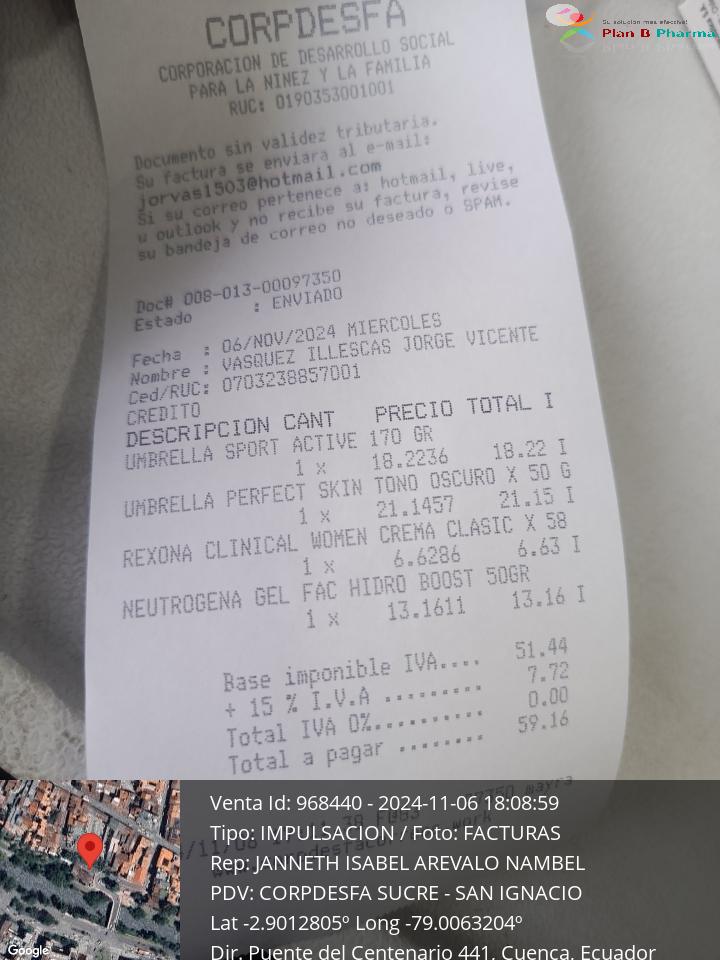 Su solución mas efectiva!
Plan B Pharma
CORPDESFA
CORPORACION DE DESARROLLO SOCIAL
PARA LA NINEZ Y LA FAMILIA
RUC: 0190353001001
Documento sin validez tributaria.
Su factura se enviara al e-mail:
jorvas1503@hotmail.com
Si su correo pertenece a: hotmail, live,
u outlook y no recibe su factura, revise
su bandeja de correo no deseado o SPAM.
Doc# 008-013-00097350
Estado : ENVIADO
Fecha : 06/NOV/2024 MIERCOLES
Nombre : VASQUEZ ILLESCAS JORGE VICENTE
Ced/RUC: 0703238857001
CREDITO
DESCRIPCION CANT PRECIO TOTAL I
UMBRELLA SPORT ACTIVE 170 GR
1 x 18.2236 18.22 I
UMBRELLA PERFECT SKIN TONO OSCURO X 50 G
1 x 21.1457 21.15 I
REXONA CLINICAL WOMEN CREMA CLASIC X 58
1 x 6.6286 6.63 I
NEUTROGENA GEL FAC HIDRO BOOST 50GR
1 x 13.1611 13.16 I
Base imponible IVA.... 51.44
+ 15 % I.V.A ......... 7.72
Total IVA 0%.......... 0.00
Total a pagar ........ 59.16
Venta Id: 968440 - 2024-11-06 18:08:59
Tipo: IMPULSACION / Foto: FACTURAS
Rep: JANNETH ISABEL AREVALO NAMBEL
PDV: CORPDESFA SUCRE - SAN IGNACIO
Lat -2.9012805º Long -79.0063204º
Dir. Puente del Centenario 441, Cuenca, Ecuador
Google